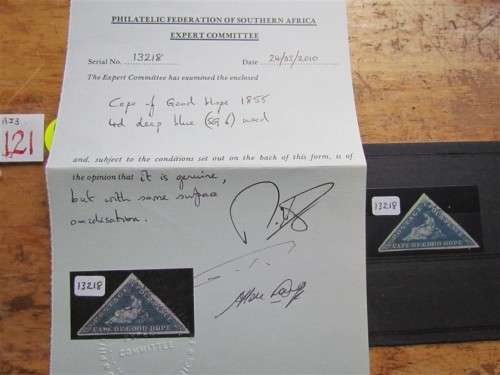 PHILATELIC FEDERATION OF SOUTHERN AFRICA
EXPERT COMMITTEE
Serial No. 13218 Date 24/05/2010
The Expert Committee has examined the enclosed
Cape of Good Hope 1855
4d deep blue (SG 6) used
and, subject to the conditions set out on the back of this form, is of
the opinion that it is genuine,
but with some surface
oxidisation.
121
13218
CAPE OF GOOD HOPE
COMMITTEE
13218
POSTAGE
CAPE OF GOOD HOPE